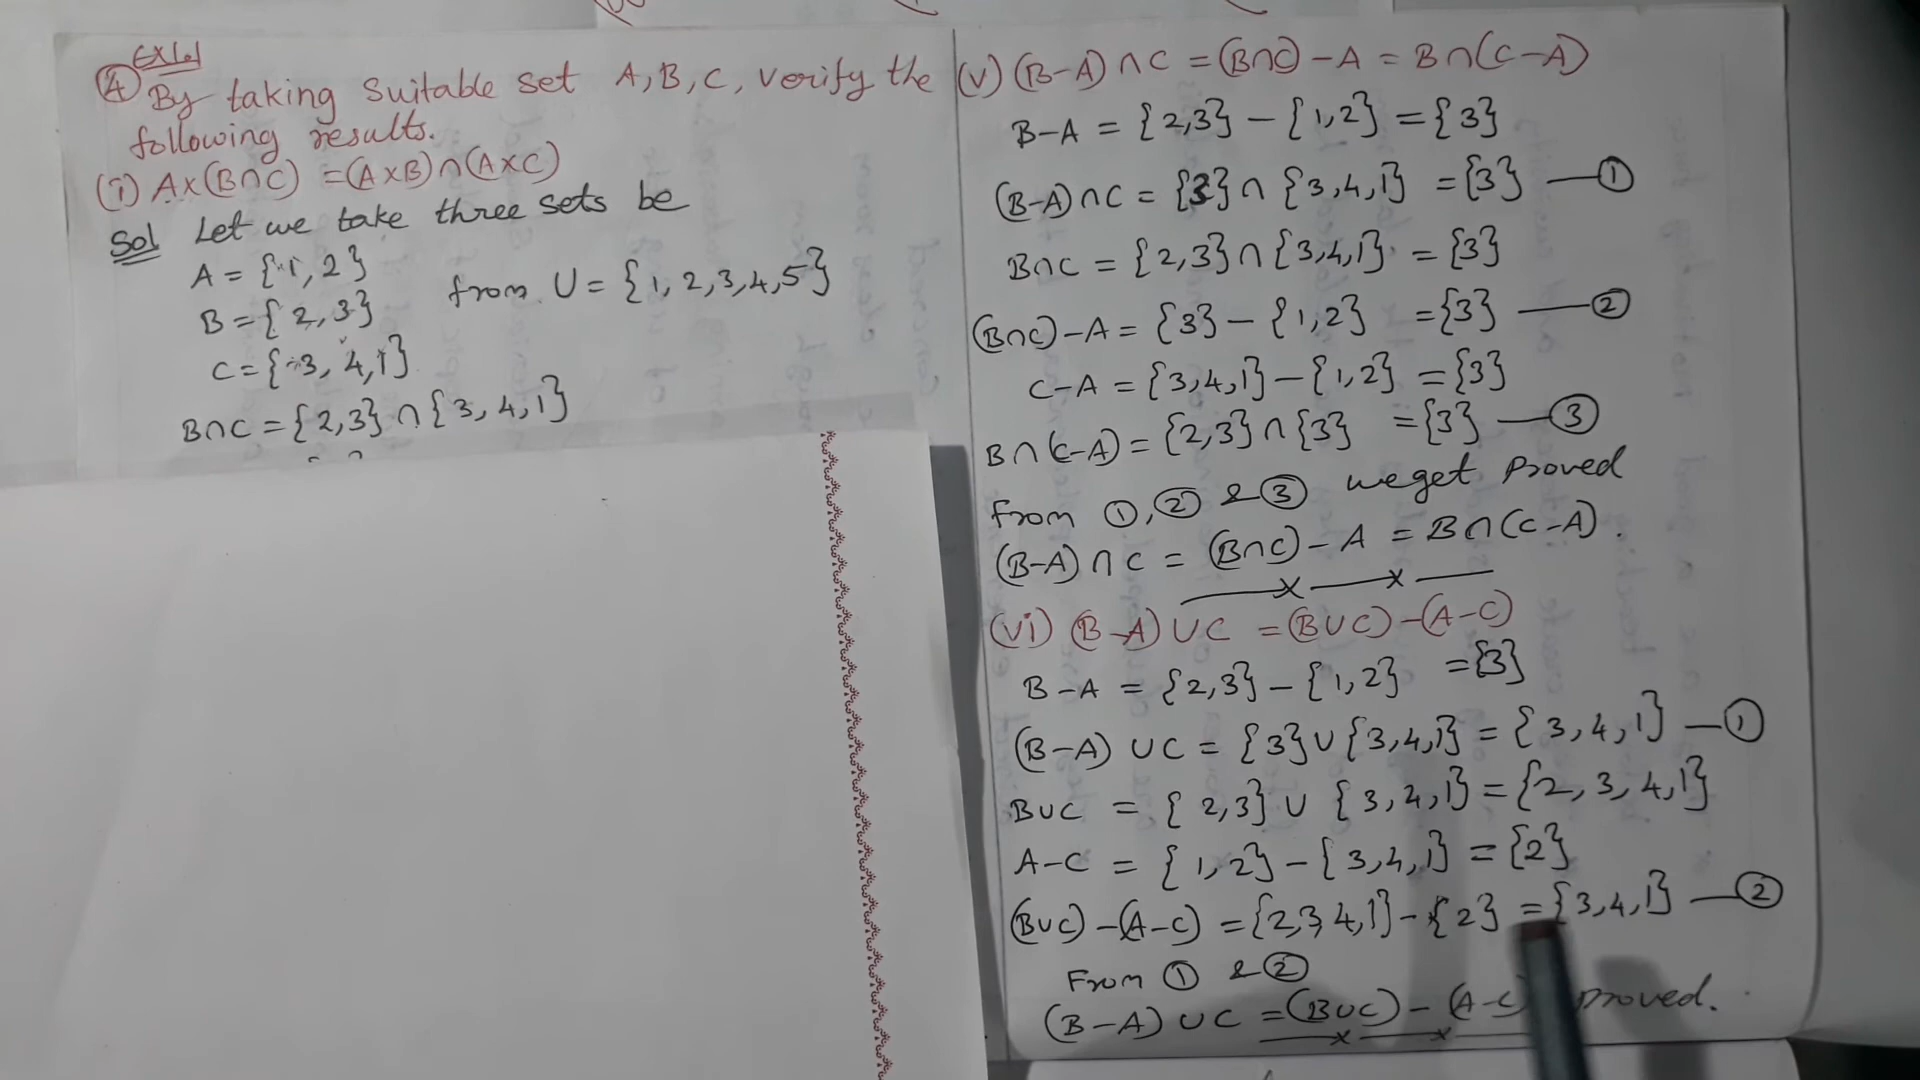 Ex 1.1
④ By taking suitable set A, B, C, verify the
following results.
(i) A×(B∩C) = (A×B)∩(A×C)
Sol Let we take three sets be
A = {1, 2}
B = {2, 3} from U = {1, 2, 3, 4, 5}
C = {3, 4, 1}
B∩C = {2,3} ∩ {3, 4, 1}
(v) (B-A)∩C = (B∩C)-A = B∩(C-A)
B-A = {2,3} - {1,2} = {3}
(B-A)∩C = {3} ∩ {3,4,1} = {3} —①
B∩C = {2,3} ∩ {3,4,1} = {3}
(B∩C)-A = {3} - {1,2} = {3} —②
C-A = {3,4,1} - {1,2} = {3}
B∩(C-A) = {2,3} ∩ {3} = {3} —③
From ①, ② & ③ we get proved
(B-A)∩C = (B∩C)-A = B∩(C-A).
(vi) (B-A)∪C = (B∪C)-(A-C)
B-A = {2,3} - {1,2} = {3}
(B-A)∪C = {3} ∪ {3,4,1} = {3,4,1} —①
B∪C = {2,3} ∪ {3,4,1} = {2,3,4,1}
A-C = {1,2} - {3,4,1} = {2}
(B∪C)-(A-C) = {2,3,4,1} - {2} = {3,4,1} —②
From ① & ②
(B-A)∪C = (B∪C)-(A-C) proved.